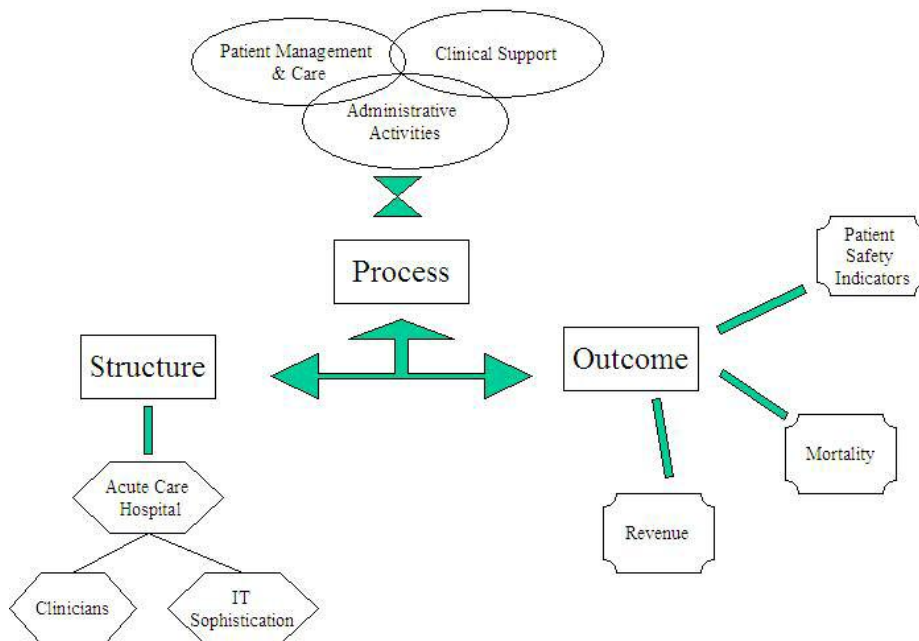 Patient Management
& Care
Clinical Support
Administrative
Activities
Process
Patient
Safety
Indicators
Structure
Outcome
Acute Care
Hospital
Mortality
Revenue
Clinicians
IT
Sophistication